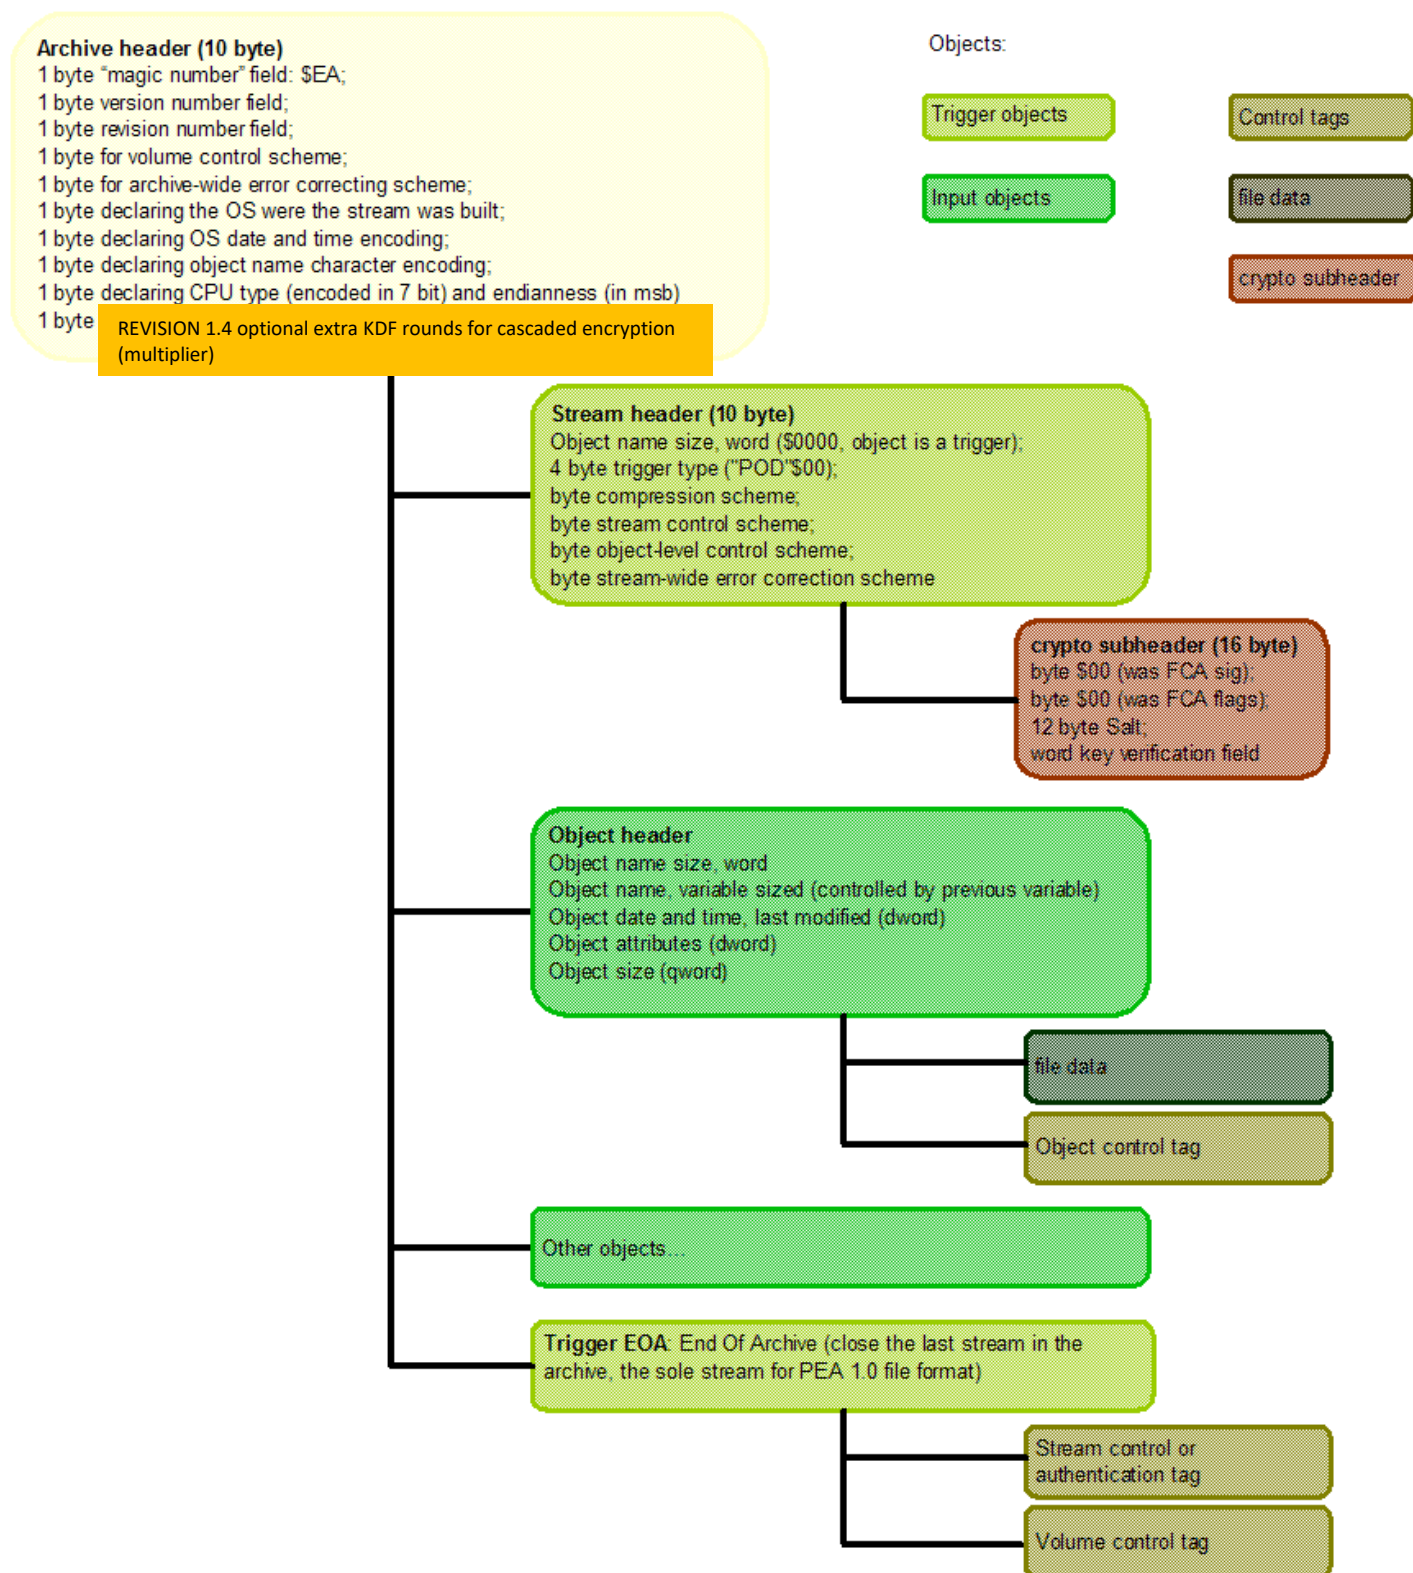 Archive header (10 byte)
1 byte “magic number” field: $EA;
1 byte version number field;
1 byte revision number field;
1 byte for volume control scheme;
1 byte for archive-wide error correcting scheme;
1 byte declaring the OS were the stream was built;
1 byte declaring OS date and time encoding;
1 byte declaring object name character encoding;
1 byte declaring CPU type (encoded in 7 bit) and endianness (in msb)
1 byte
REVISION 1.4 optional extra KDF rounds for cascaded encryption
(multiplier)
Objects:
Trigger objects
Control tags
Input objects
file data
crypto subheader
Stream header (10 byte)
Object name size, word ($0000, object is a trigger);
4 byte trigger type ("POD"$00);
byte compression scheme;
byte stream control scheme;
byte object-level control scheme;
byte stream-wide error correction scheme
crypto subheader (16 byte)
byte $00 (was FCA sig);
byte $00 (was FCA flags);
12 byte Salt;
word key verification field
Object header
Object name size, word
Object name, variable sized (controlled by previous variable)
Object date and time, last modified (dword)
Object attributes (dword)
Object size (qword)
file data
Object control tag
Other objects...
Trigger EOA: End Of Archive (close the last stream in the
archive, the sole stream for PEA 1.0 file format)
Stream control or
authentication tag
Volume control tag